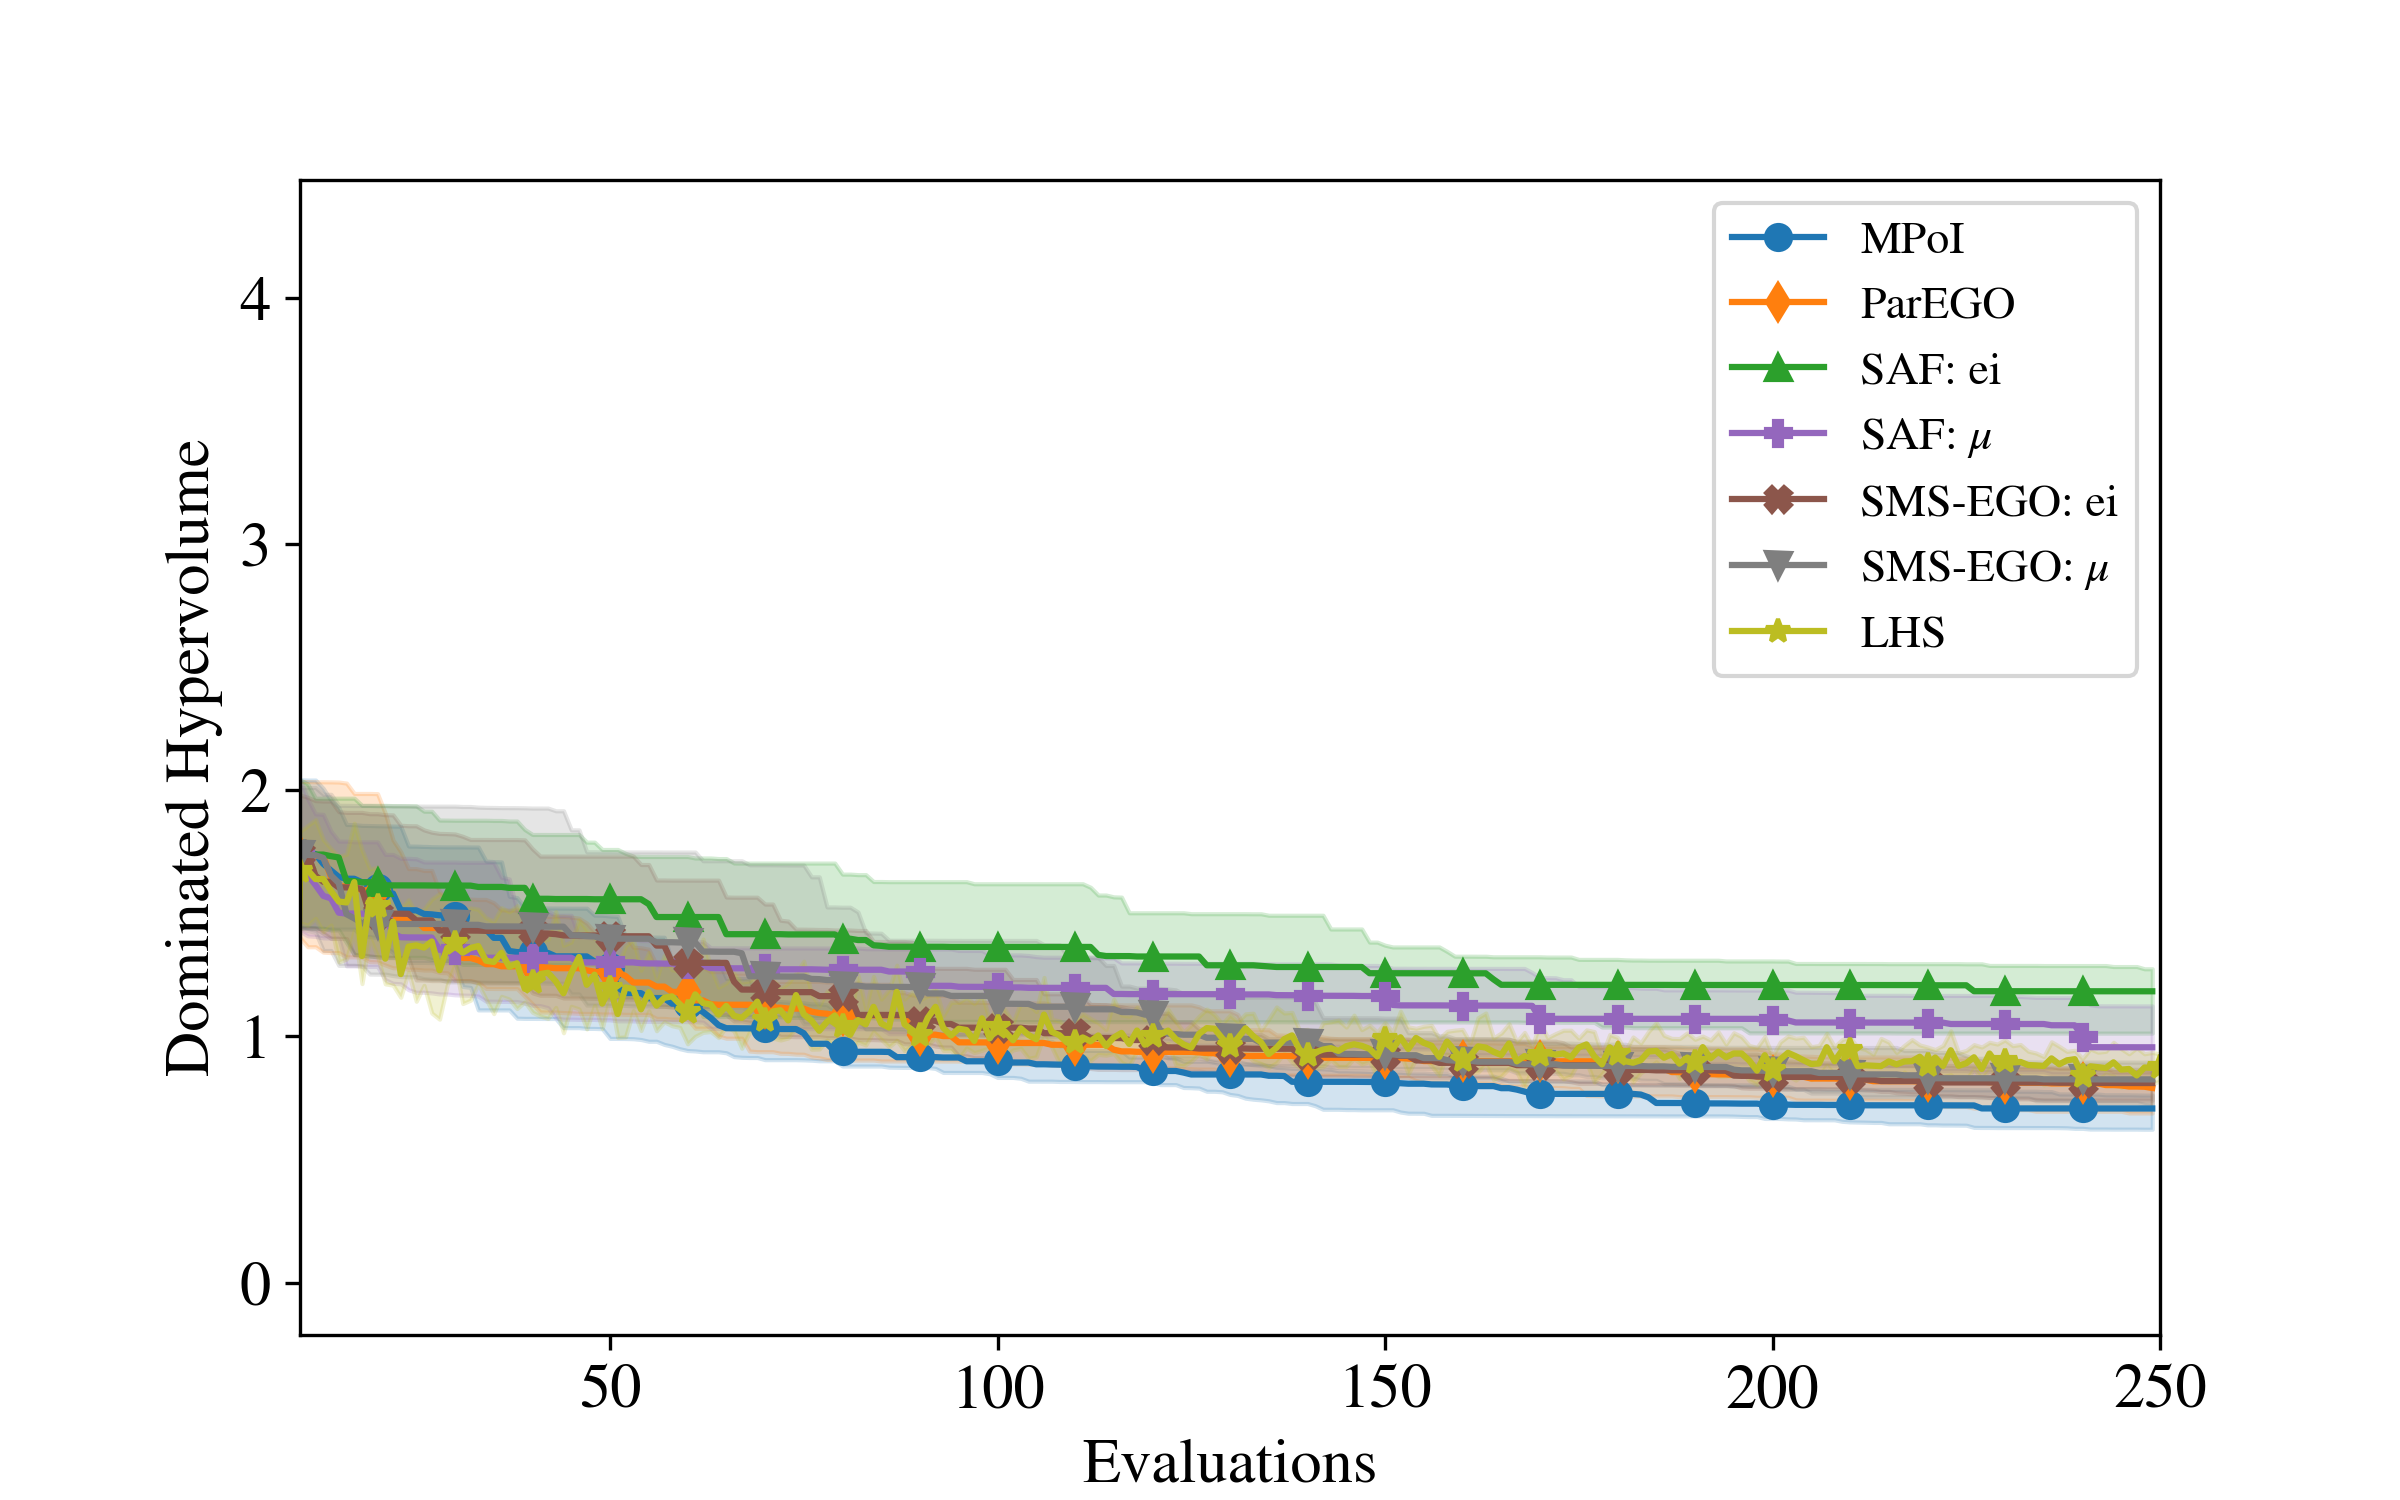 MPoI
ParEGO
SAF: ei
SAF: μ
SMS-EGO: ei
SMS-EGO: μ
LHS
Dominated Hypervolume
4
3
2
1
0
50 100 150 200 250
Evaluations